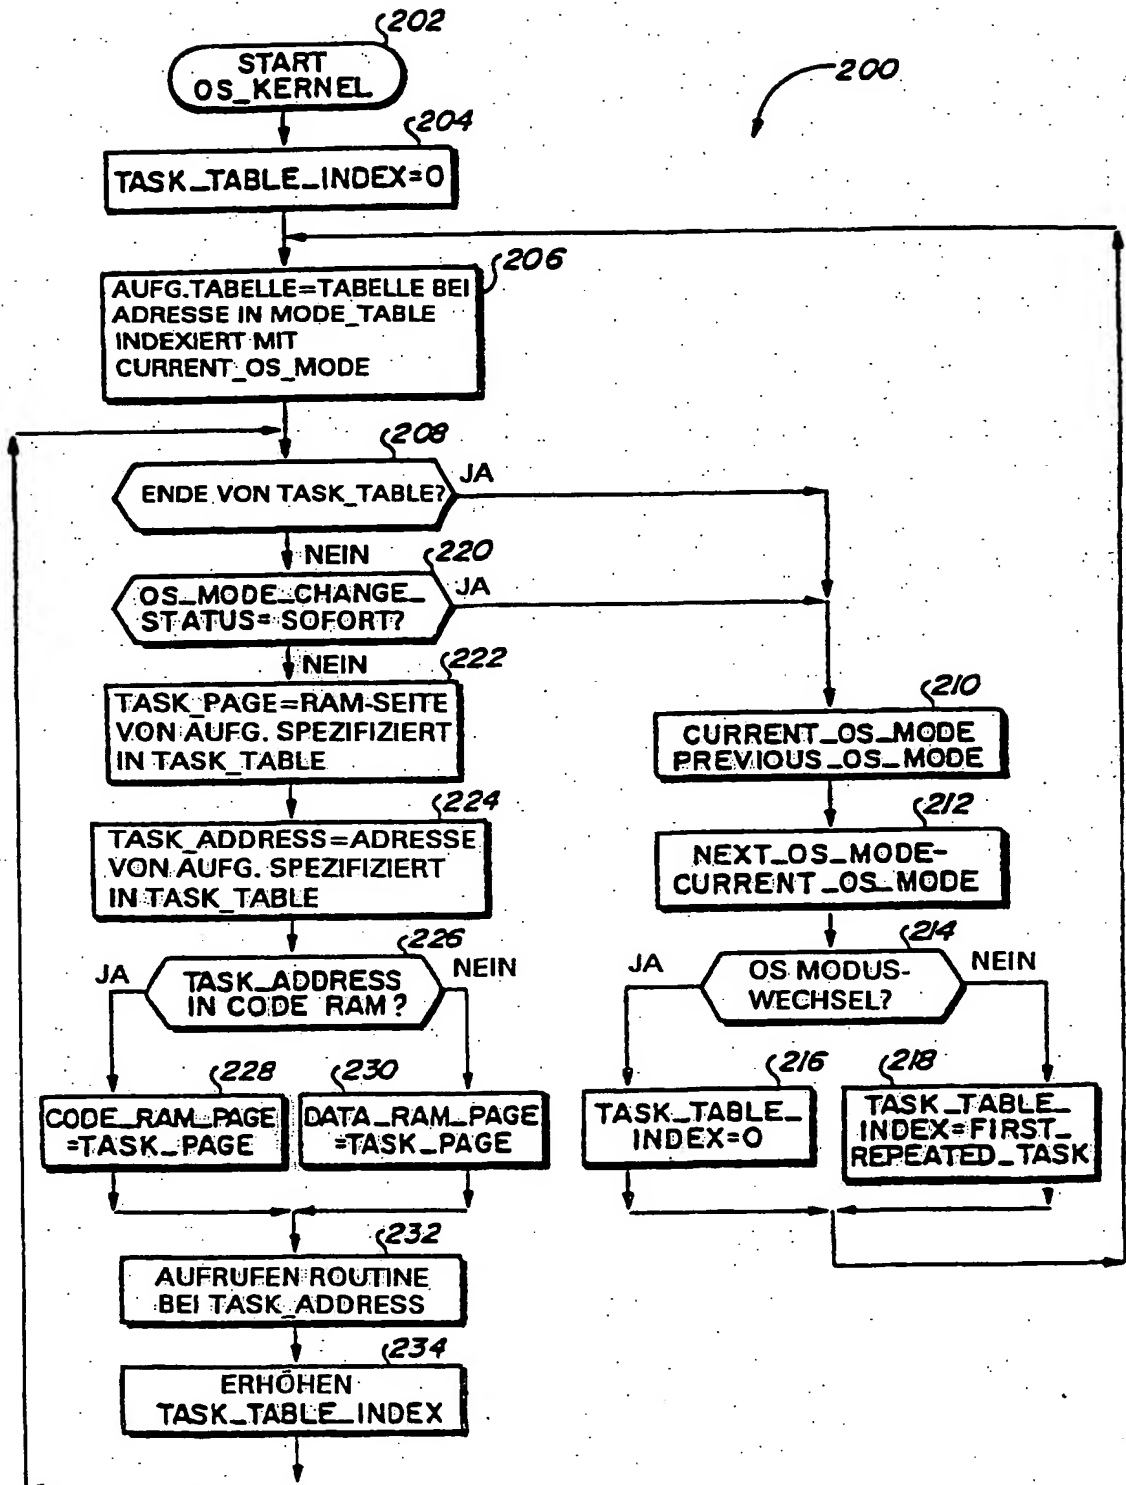 202
START
OS_KERNEL
200
204
TASK_TABLE_INDEX=0
206
AUFG.TABELLE=TABELLE BEI
ADRESSE IN MODE_TABLE
INDEXIERT MIT
CURRENT_OS_MODE
208
ENDE VON TASK_TABLE?
JA
NEIN
220
OS_MODE_CHANGE_
STATUS=SOFORT?
JA
NEIN
222
TASK_PAGE=RAM-SEITE
VON AUFG. SPEZIFIZIERT
IN TASK_TABLE
224
TASK_ADDRESS=ADRESSE
VON AUFG. SPEZIFIZIERT
IN TASK_TABLE
226
JA
TASK_ADDRESS
IN CODE RAM?
NEIN
228
CODE_RAM_PAGE
=TASK_PAGE
230
DATA_RAM_PAGE
=TASK_PAGE
232
AUFRUFEN ROUTINE
BEI TASK_ADDRESS
234
ERHÖHEN
TASK_TABLE_INDEX
210
CURRENT_OS_MODE
PREVIOUS_OS_MODE
212
NEXT_OS_MODE-
CURRENT_OS_MODE
214
JA
OS MODUS-
WECHSEL?
NEIN
216
TASK_TABLE_
INDEX=0
218
TASK_TABLE_
INDEX=FIRST_
REPEATED_TASK